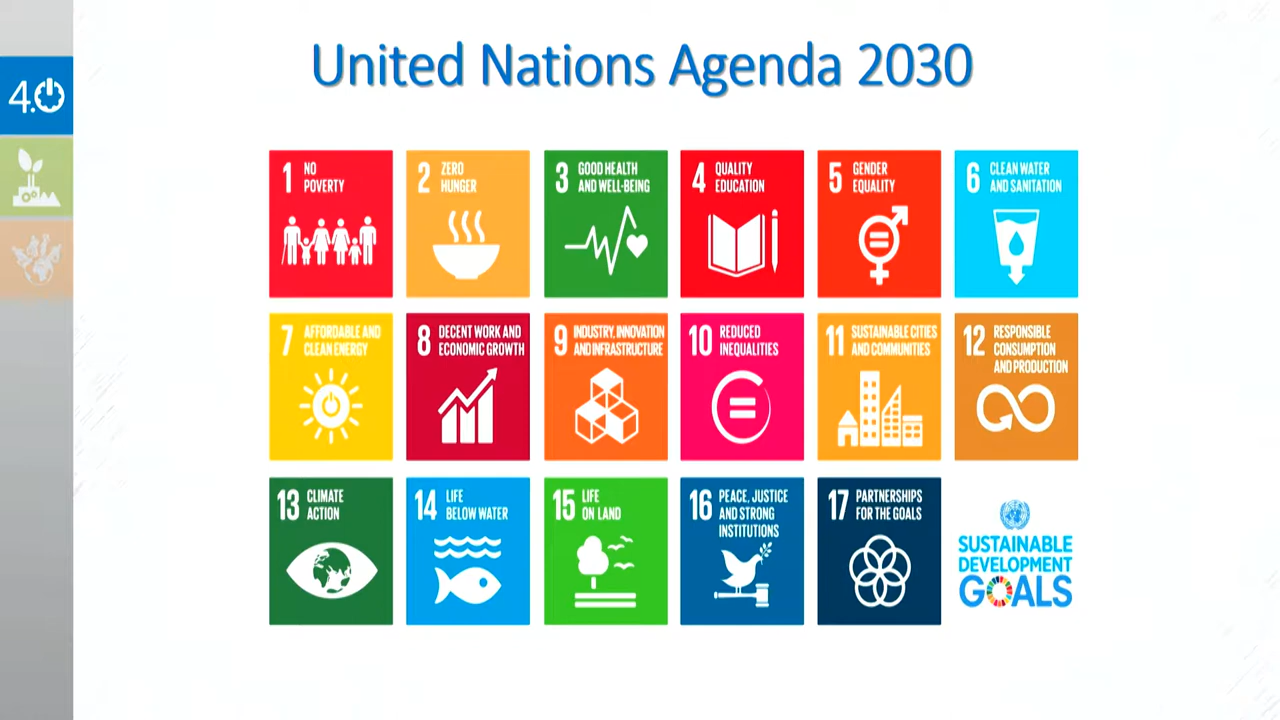 United Nations Agenda 2030
4.0
1 NO
POVERTY
2 ZERO
HUNGER
3 GOOD HEALTH
AND WELL-BEING
4 QUALITY
EDUCATION
5 GENDER
EQUALITY
6 CLEAN WATER
AND SANITATION
7 AFFORDABLE AND
CLEAN ENERGY
8 DECENT WORK AND
ECONOMIC GROWTH
9 INDUSTRY, INNOVATION
AND INFRASTRUCTURE
10 REDUCED
INEQUALITIES
11 SUSTAINABLE CITIES
AND COMMUNITIES
12 RESPONSIBLE
CONSUMPTION
AND PRODUCTION
13 CLIMATE
ACTION
14 LIFE
BELOW WATER
15 LIFE
ON LAND
16 PEACE, JUSTICE
AND STRONG
INSTITUTIONS
17 PARTNERSHIPS
FOR THE GOALS
SUSTAINABLE
DEVELOPMENT
GOALS